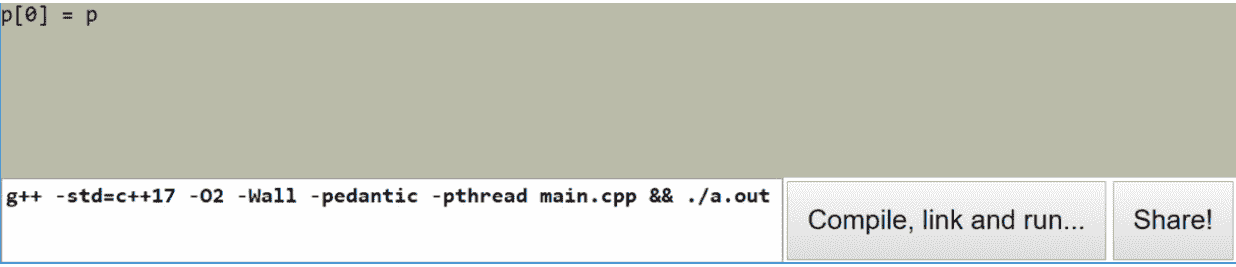 p[0] = p
g++ -std=c++17 -O2 -Wall -pedantic -pthread main.cpp && ./a.out
Compile, link and run...
Share!